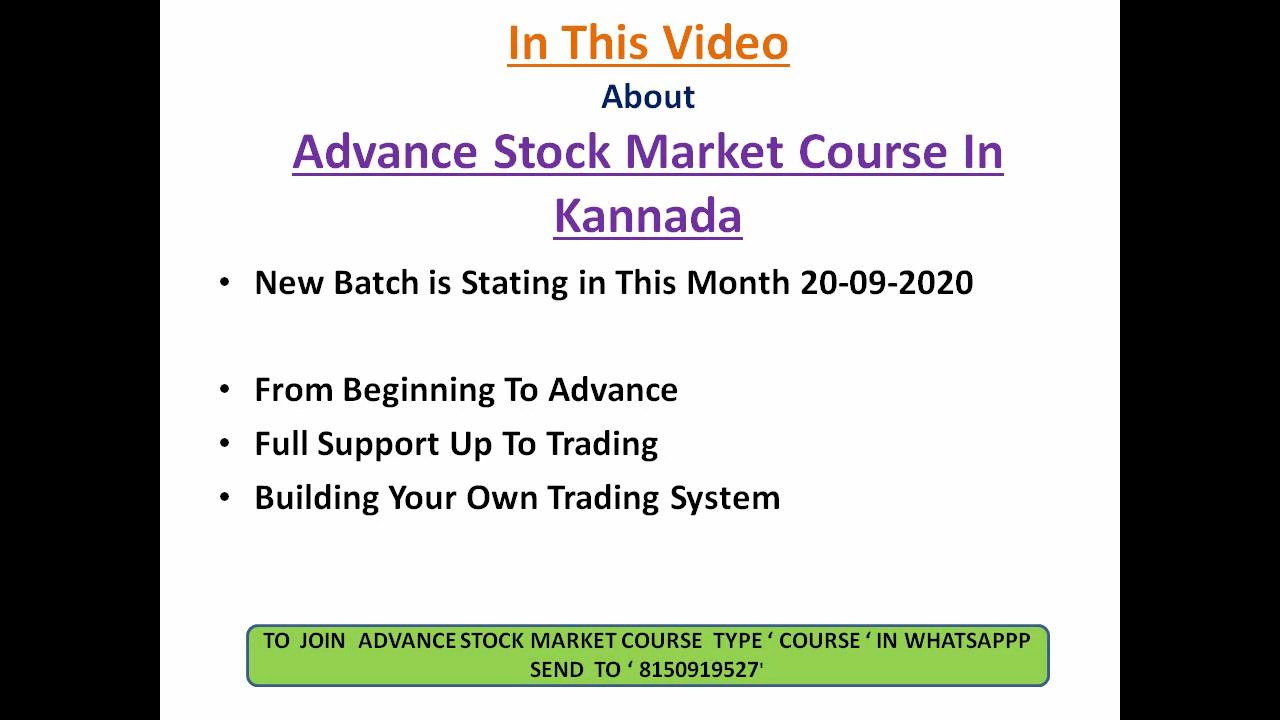 In This Video
About
Advance Stock Market Course In
Kannada
• New Batch is Stating in This Month 20-09-2020
• From Beginning To Advance
• Full Support Up To Trading
• Building Your Own Trading System
TO JOIN ADVANCE STOCK MARKET COURSE TYPE ‘ COURSE ‘ IN WHATSAPPP
SEND TO ‘ 8150919527'